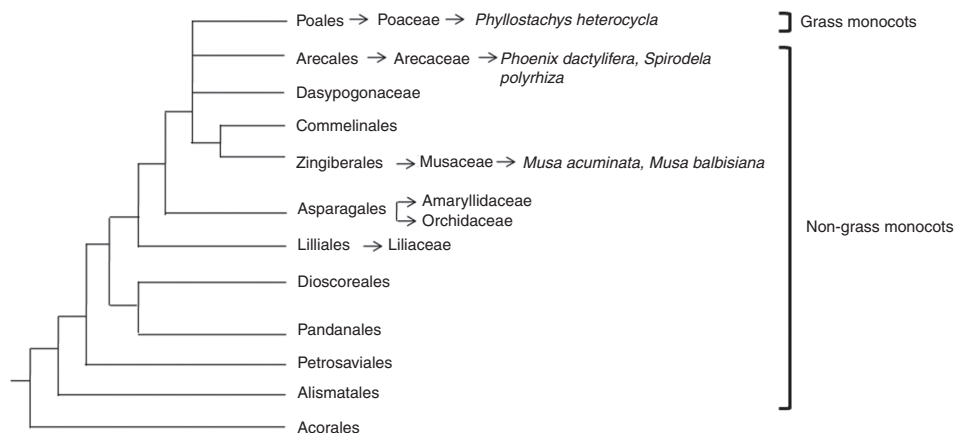 Poales → Poaceae → Phyllostachys heterocycla
Grass monocots
Arecales → Arecaceae → Phoenix dactylifera, Spirodela
polyrhiza
Dasypogonaceae
Commelinales
Zingiberales → Musaceae → Musa acuminata, Musa balbisiana
Amaryllidaceae
Asparagales
Orchidaceae
Non-grass monocots
Lilliales → Liliaceae
Dioscoreales
Pandanales
Petrosaviales
Alismatales
Acorales